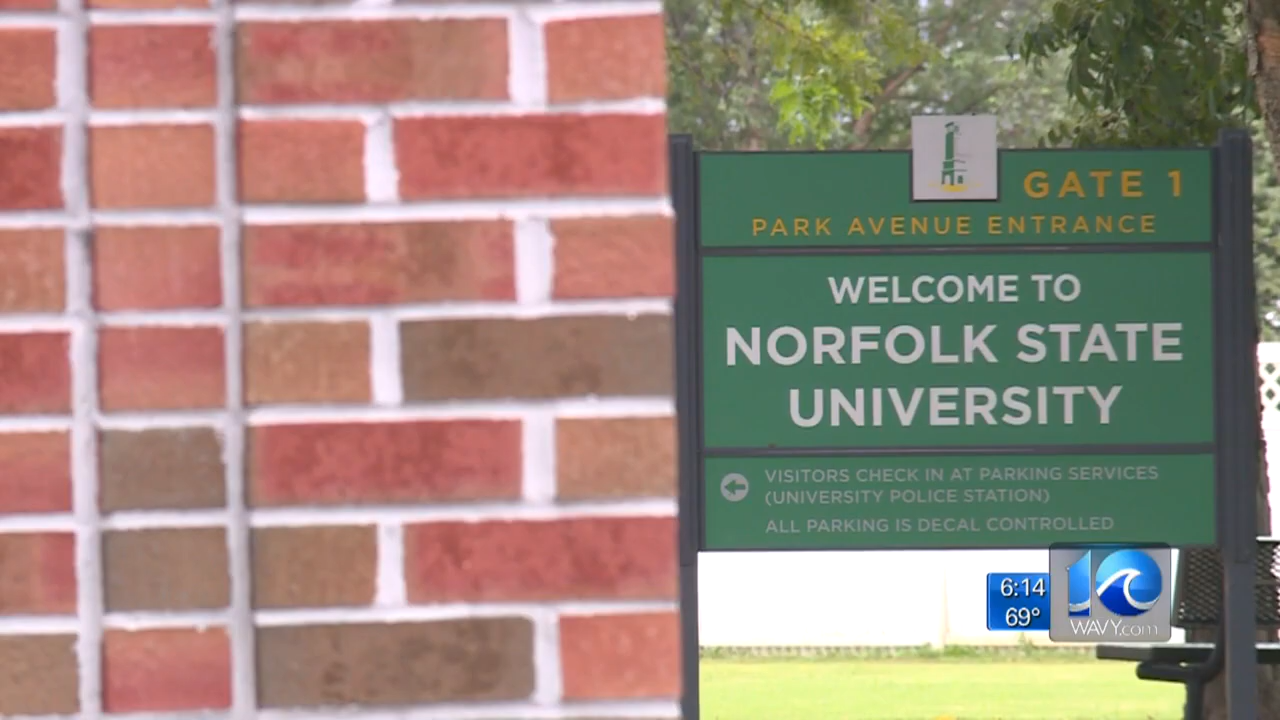 GATE 1
PARK AVENUE ENTRANCE
WELCOME TO
NORFOLK STATE
UNIVERSITY
VISITORS CHECK IN AT PARKING SERVICES
(UNIVERSITY POLICE STATION)
ALL PARKING IS DECAL CONTROLLED
6:14
69°
10
WAVY.com